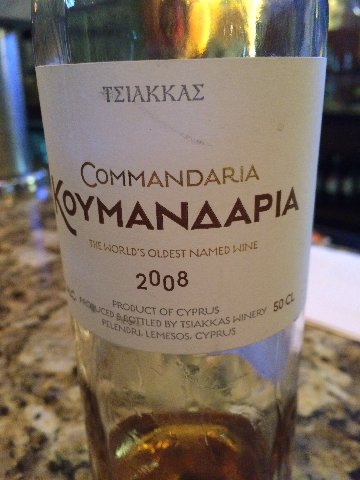 ΤΣΙΑΚΚΑΣ
COMMANDARIA
ΚΟΥΜΑΝΔΑΡΙΑ
THE WORLD'S OLDEST NAMED WINE
2008
PRODUCT OF CYPRUS
PRODUCED & BOTTLED BY TSIAKKAS WINERY 50 CL
PELENDRI, LEMESOS, CYPRUS